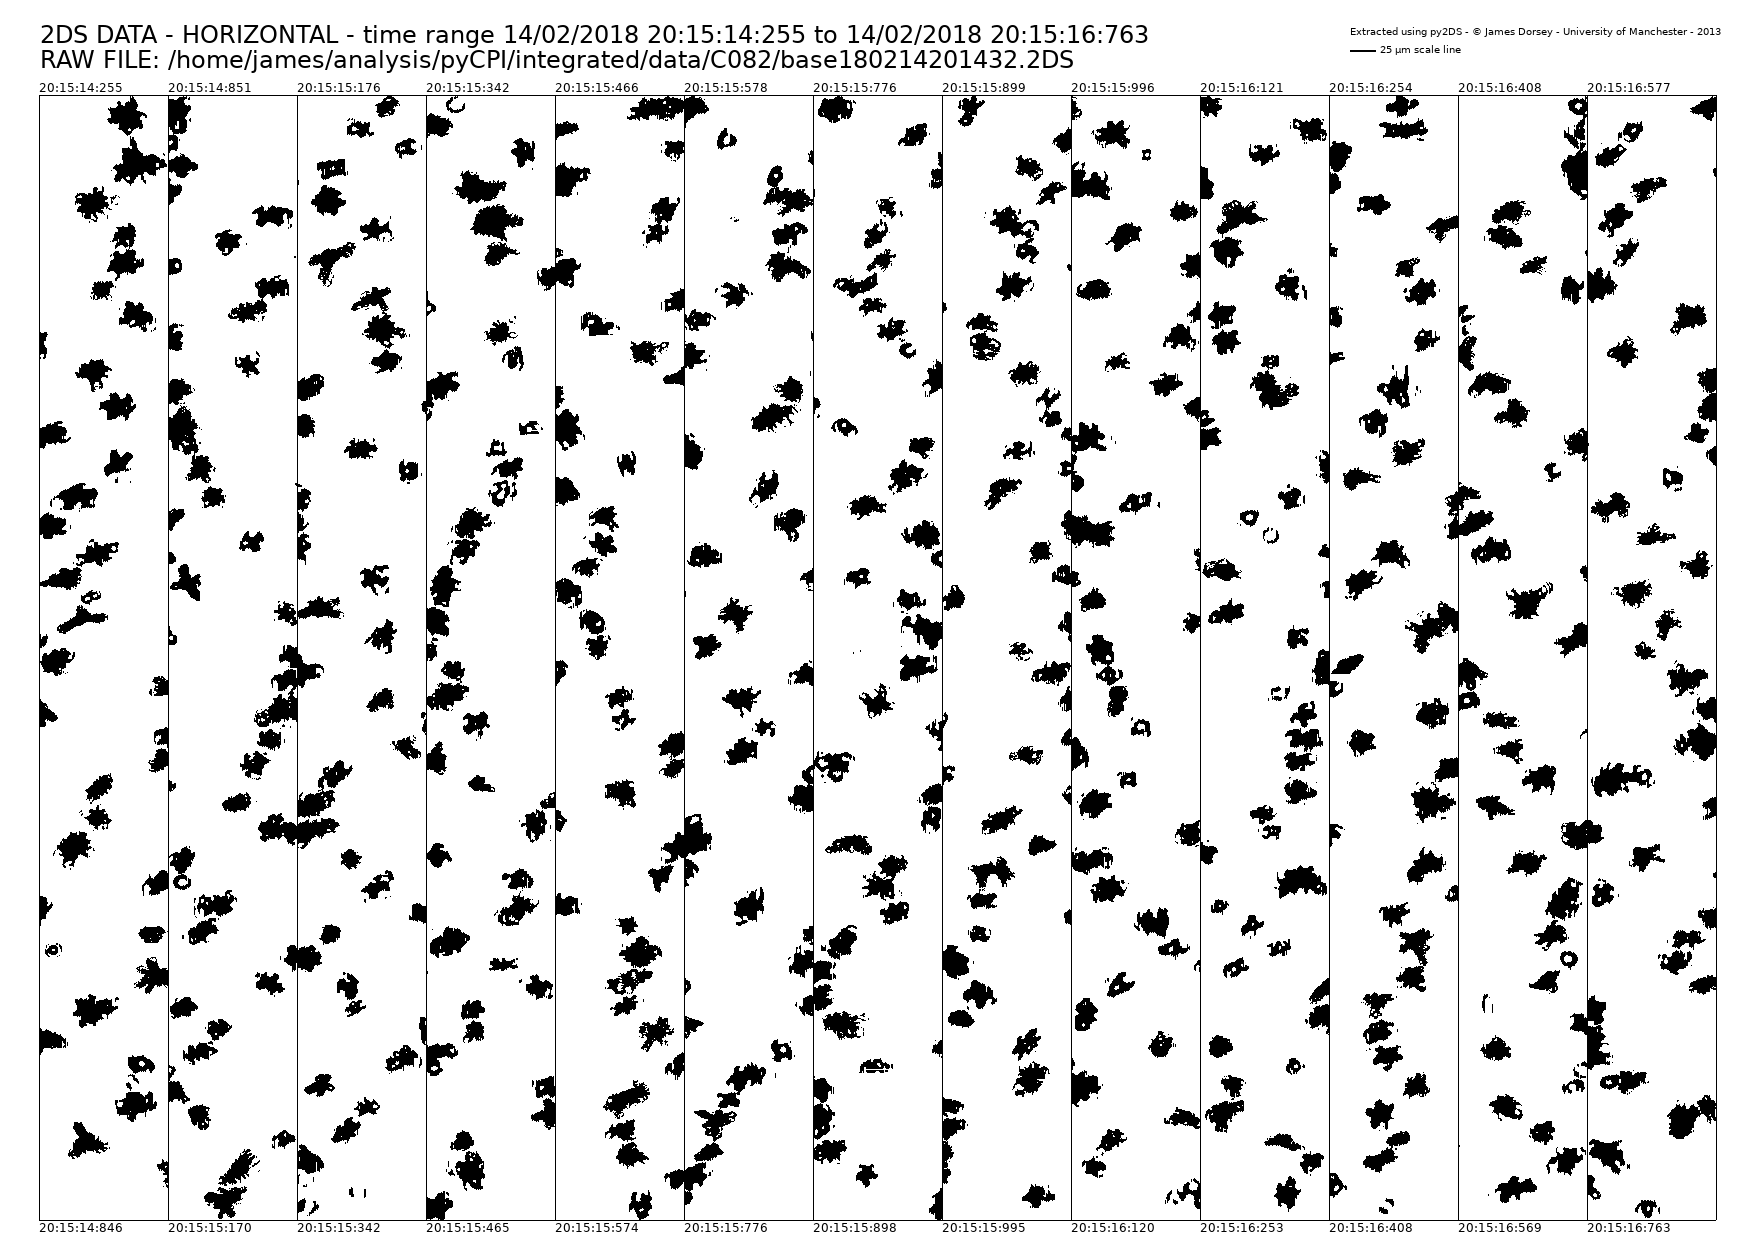 2DS DATA - HORIZONTAL - time range 14/02/2018 20:15:14:255 to 14/02/2018 20:15:16:763
RAW FILE: /home/james/analysis/pyCPI/integrated/data/C082/base180214201432.2DS
Extracted using py2DS - © James Dorsey - University of Manchester - 2013
25 µm scale line
20:15:14:255 20:15:14:851 20:15:15:176 20:15:15:342 20:15:15:466 20:15:15:578 20:15:15:776 20:15:15:899 20:15:15:996 20:15:16:121 20:15:16:254 20:15:16:408 20:15:16:577
20:15:14:846 20:15:15:170 20:15:15:342 20:15:15:465 20:15:15:574 20:15:15:776 20:15:15:898 20:15:15:995 20:15:16:120 20:15:16:253 20:15:16:408 20:15:16:569 20:15:16:763